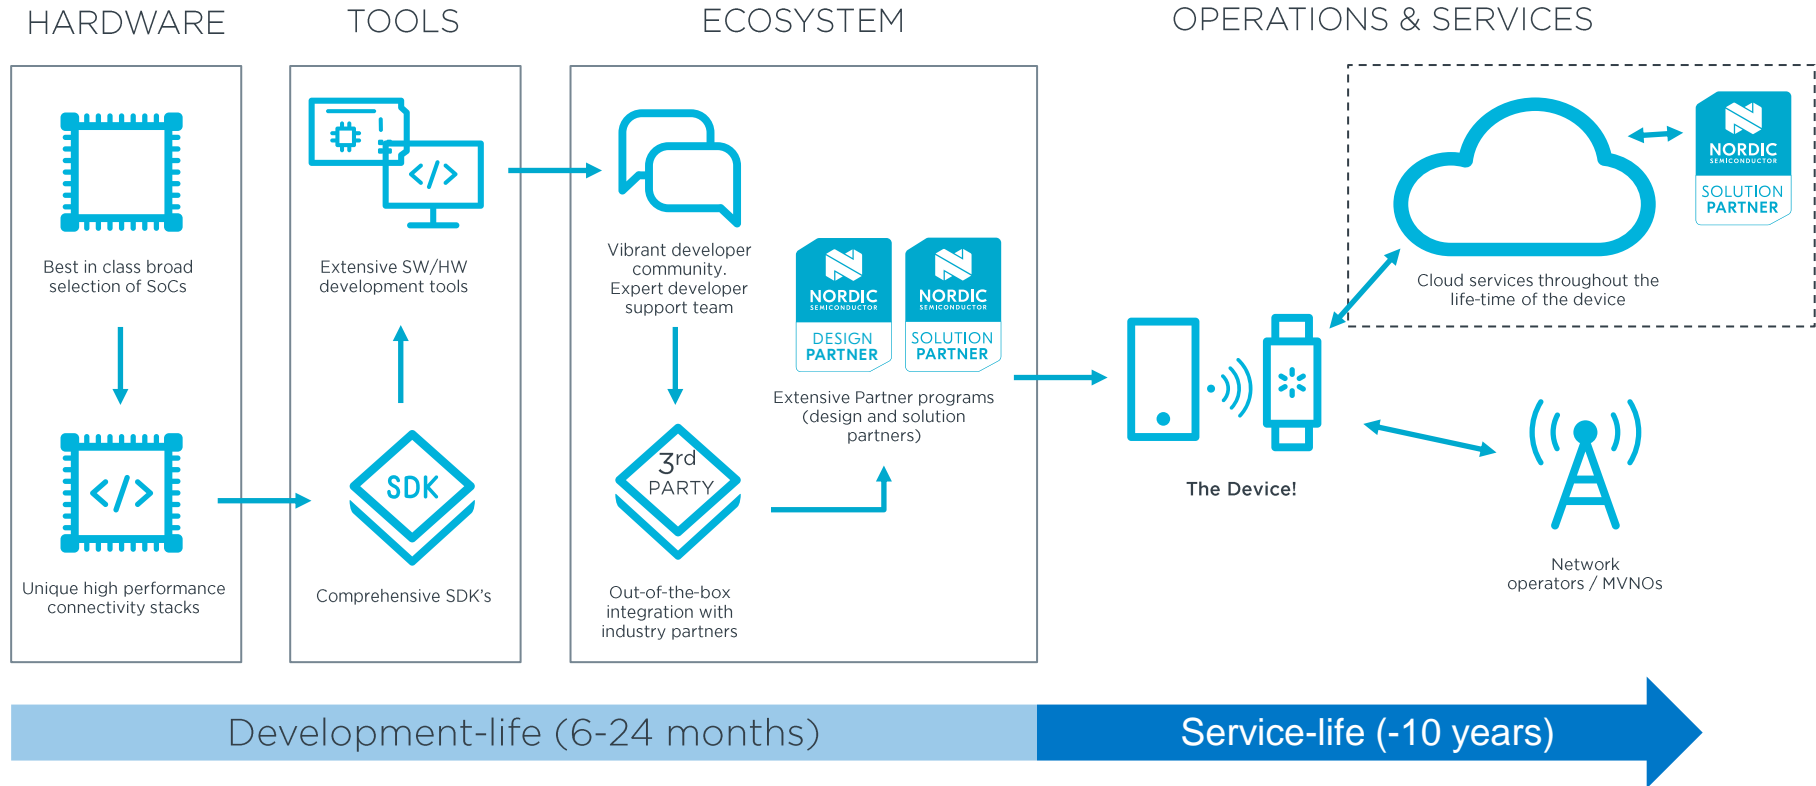 HARDWARE
TOOLS
ECOSYSTEM
OPERATIONS & SERVICES
Best in class broad
selection of SoCs
</>
Unique high performance
connectivity stacks
</>
Extensive SW/HW
development tools
SDK
Comprehensive SDK's
Vibrant developer
community.
Expert developer
support team
3rd
PARTY
Out-of-the-box
integration with
industry partners
NORDIC
SEMICONDUCTOR
DESIGN
PARTNER
NORDIC
SEMICONDUCTOR
SOLUTION
PARTNER
Extensive Partner programs
(design and solution
partners)
The Device!
NORDIC
SEMICONDUCTOR
SOLUTION
PARTNER
Cloud services throughout the
life-time of the device
Network
operators / MVNOs
Development-life (6-24 months)
Service-life (-10 years)